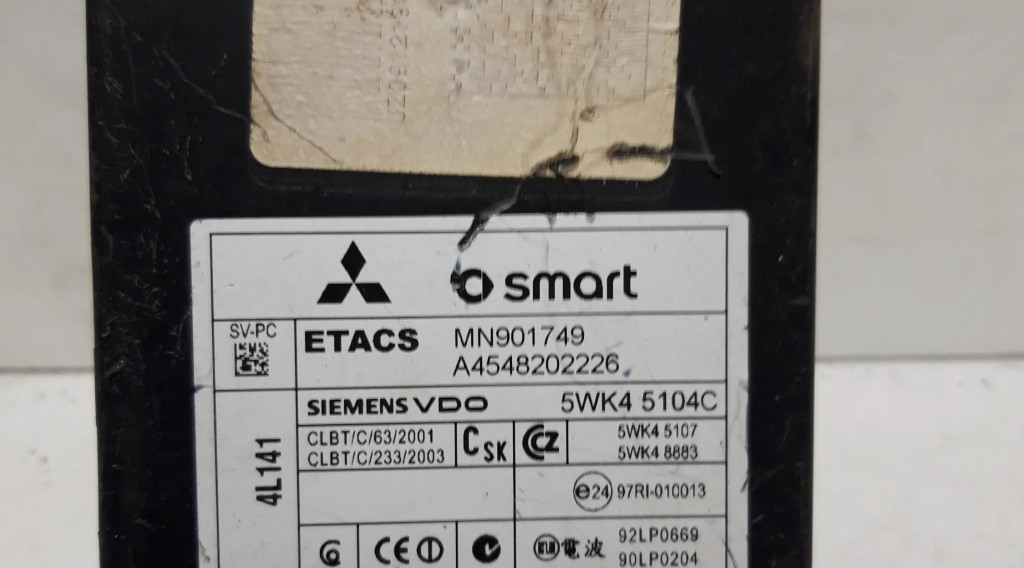 smart
SV-PC
ETACS MN901749
A4548202226
SIEMENS VDO 5WK4 5104C
4L141
CLBT/C/63/2001
CLBT/C/233/2003
CSK
CZ
5WK4 5107
5WK4 8883
e24 97RI-010013
CE
電波
92LP0669
90LP0204